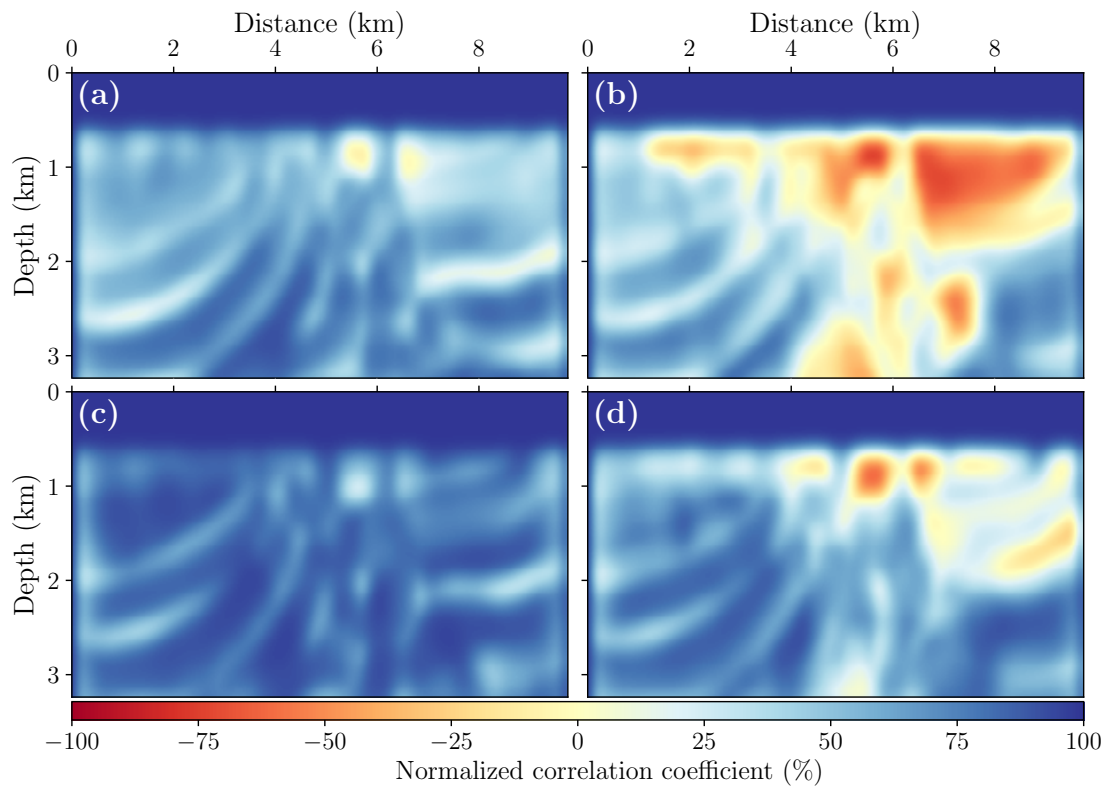 Distance (km) Distance (km)
0 2 4 6 8 0 2 4 6 8
(a) (b)
0
1
2
3
Depth (km)
(c) (d)
0
1
2
3
Depth (km)
−100 −75 −50 −25 0 25 50 75 100
Normalized correlation coefficient (%)